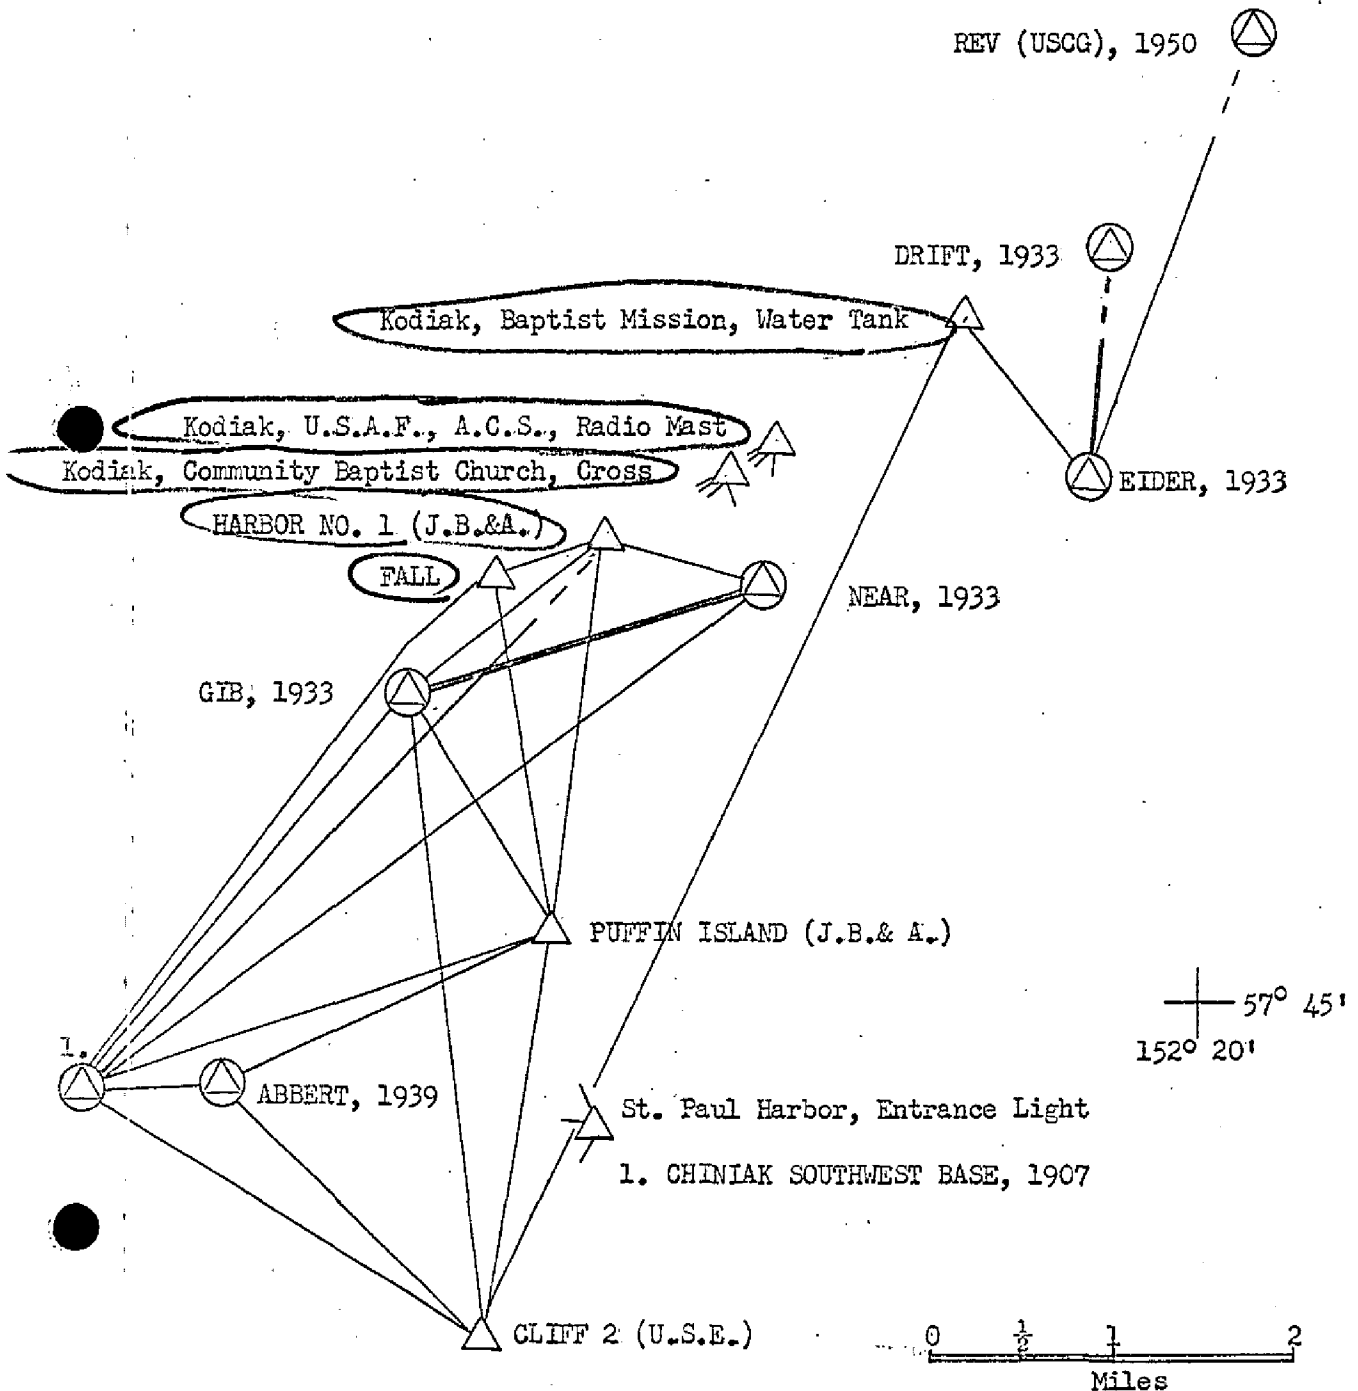 REV (USCG), 1950
DRIFT, 1933
Kodiak, Baptist Mission, Water Tank
Kodiak, U.S.A.F., A.C.S., Radio Mast
Kodiak, Community Baptist Church, Cross
EIDER, 1933
HARBOR NO. 1 (J.B.&A.)
FALL
NEAR, 1933
GIB, 1933
PUFFIN ISLAND (J.B.& A.)
57° 45'
152° 20'
1.
ABBERT, 1939
St. Paul Harbor, Entrance Light
1. CHINIAK SOUTHWEST BASE, 1907
CLIFF 2 (U.S.E.)
0 ½ 1 2
Miles